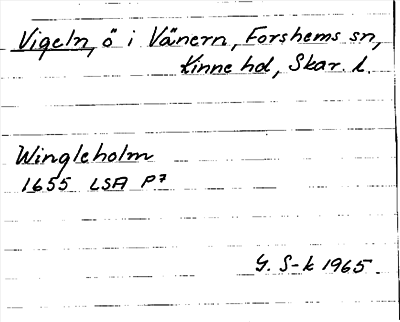 Vigeln, ö i Vänern, Forshems sn,
Kinne hd, Skar. l.
Wingleholm
1655 LSA P7
G. S-k 1965.